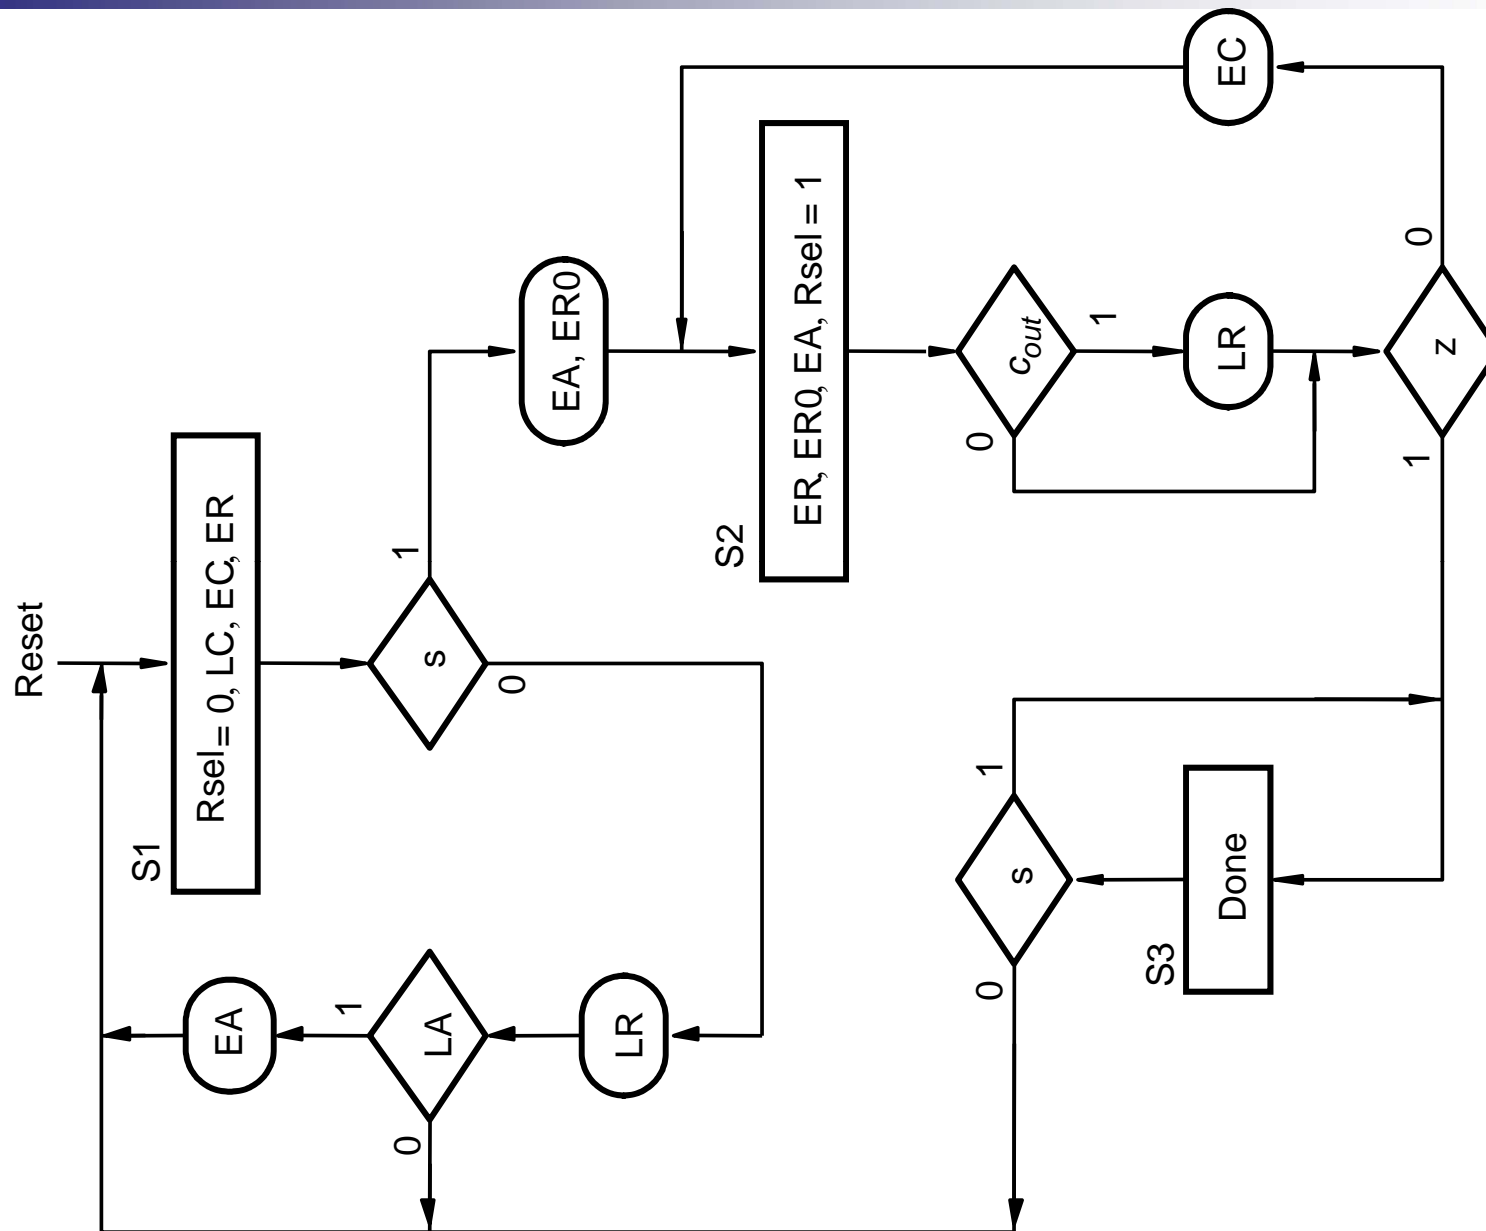 Reset
S1
Rsel = 0, LC, EC, ER
s
1
0
EA, ER0
LR
LA
1
0
EA
S2
ER, ER0, EA, Rsel = 1
cout
1
0
LR
EC
z
0
1
S3
Done
s
1
0